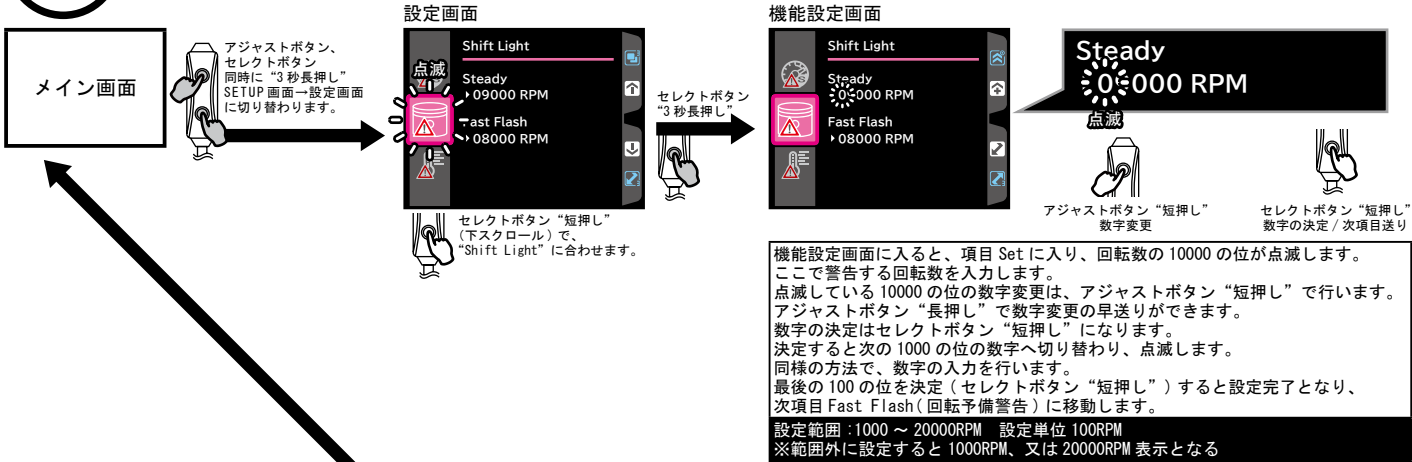 設定画面
機能設定画面
メイン画面
アジャストボタン、
セレクトボタン
同時に“3秒長押し”
SETUP画面→設定画面
に切り替わります。
Shift Light
点滅
Steady
09000 RPM
Fast Flash
08000 RPM
セレクトボタン“短押し”
(下スクロール)で、
“Shift Light”に合わせます。
セレクトボタン
“3秒長押し”
Shift Light
Steady
09000 RPM
Fast Flash
08000 RPM
Steady
09000 RPM
点滅
アジャストボタン“短押し”
数字変更
セレクトボタン“短押し”
数字の決定/次項目送り
機能設定画面に入ると、項目Setに入り、回転数の10000の位が点滅します。
ここで警告する回転数を入力します。
点滅している10000の位の数字変更は、アジャストボタン“短押し”で行います。
アジャストボタン“長押し”で数字変更の早送りができます。
数字の決定はセレクトボタン“短押し”になります。
決定すると次の1000の位の数字へ切り替わり、点滅します。
同様の方法で、数字の入力を行います。
最後の100の位を決定(セレクトボタン“短押し”)すると設定完了となり、
次項目Fast Flash(回転予備警告)に移動します。
設定範囲:1000～20000RPM 設定単位100RPM
※範囲外に設定すると1000RPM、又は20000RPM表示となる